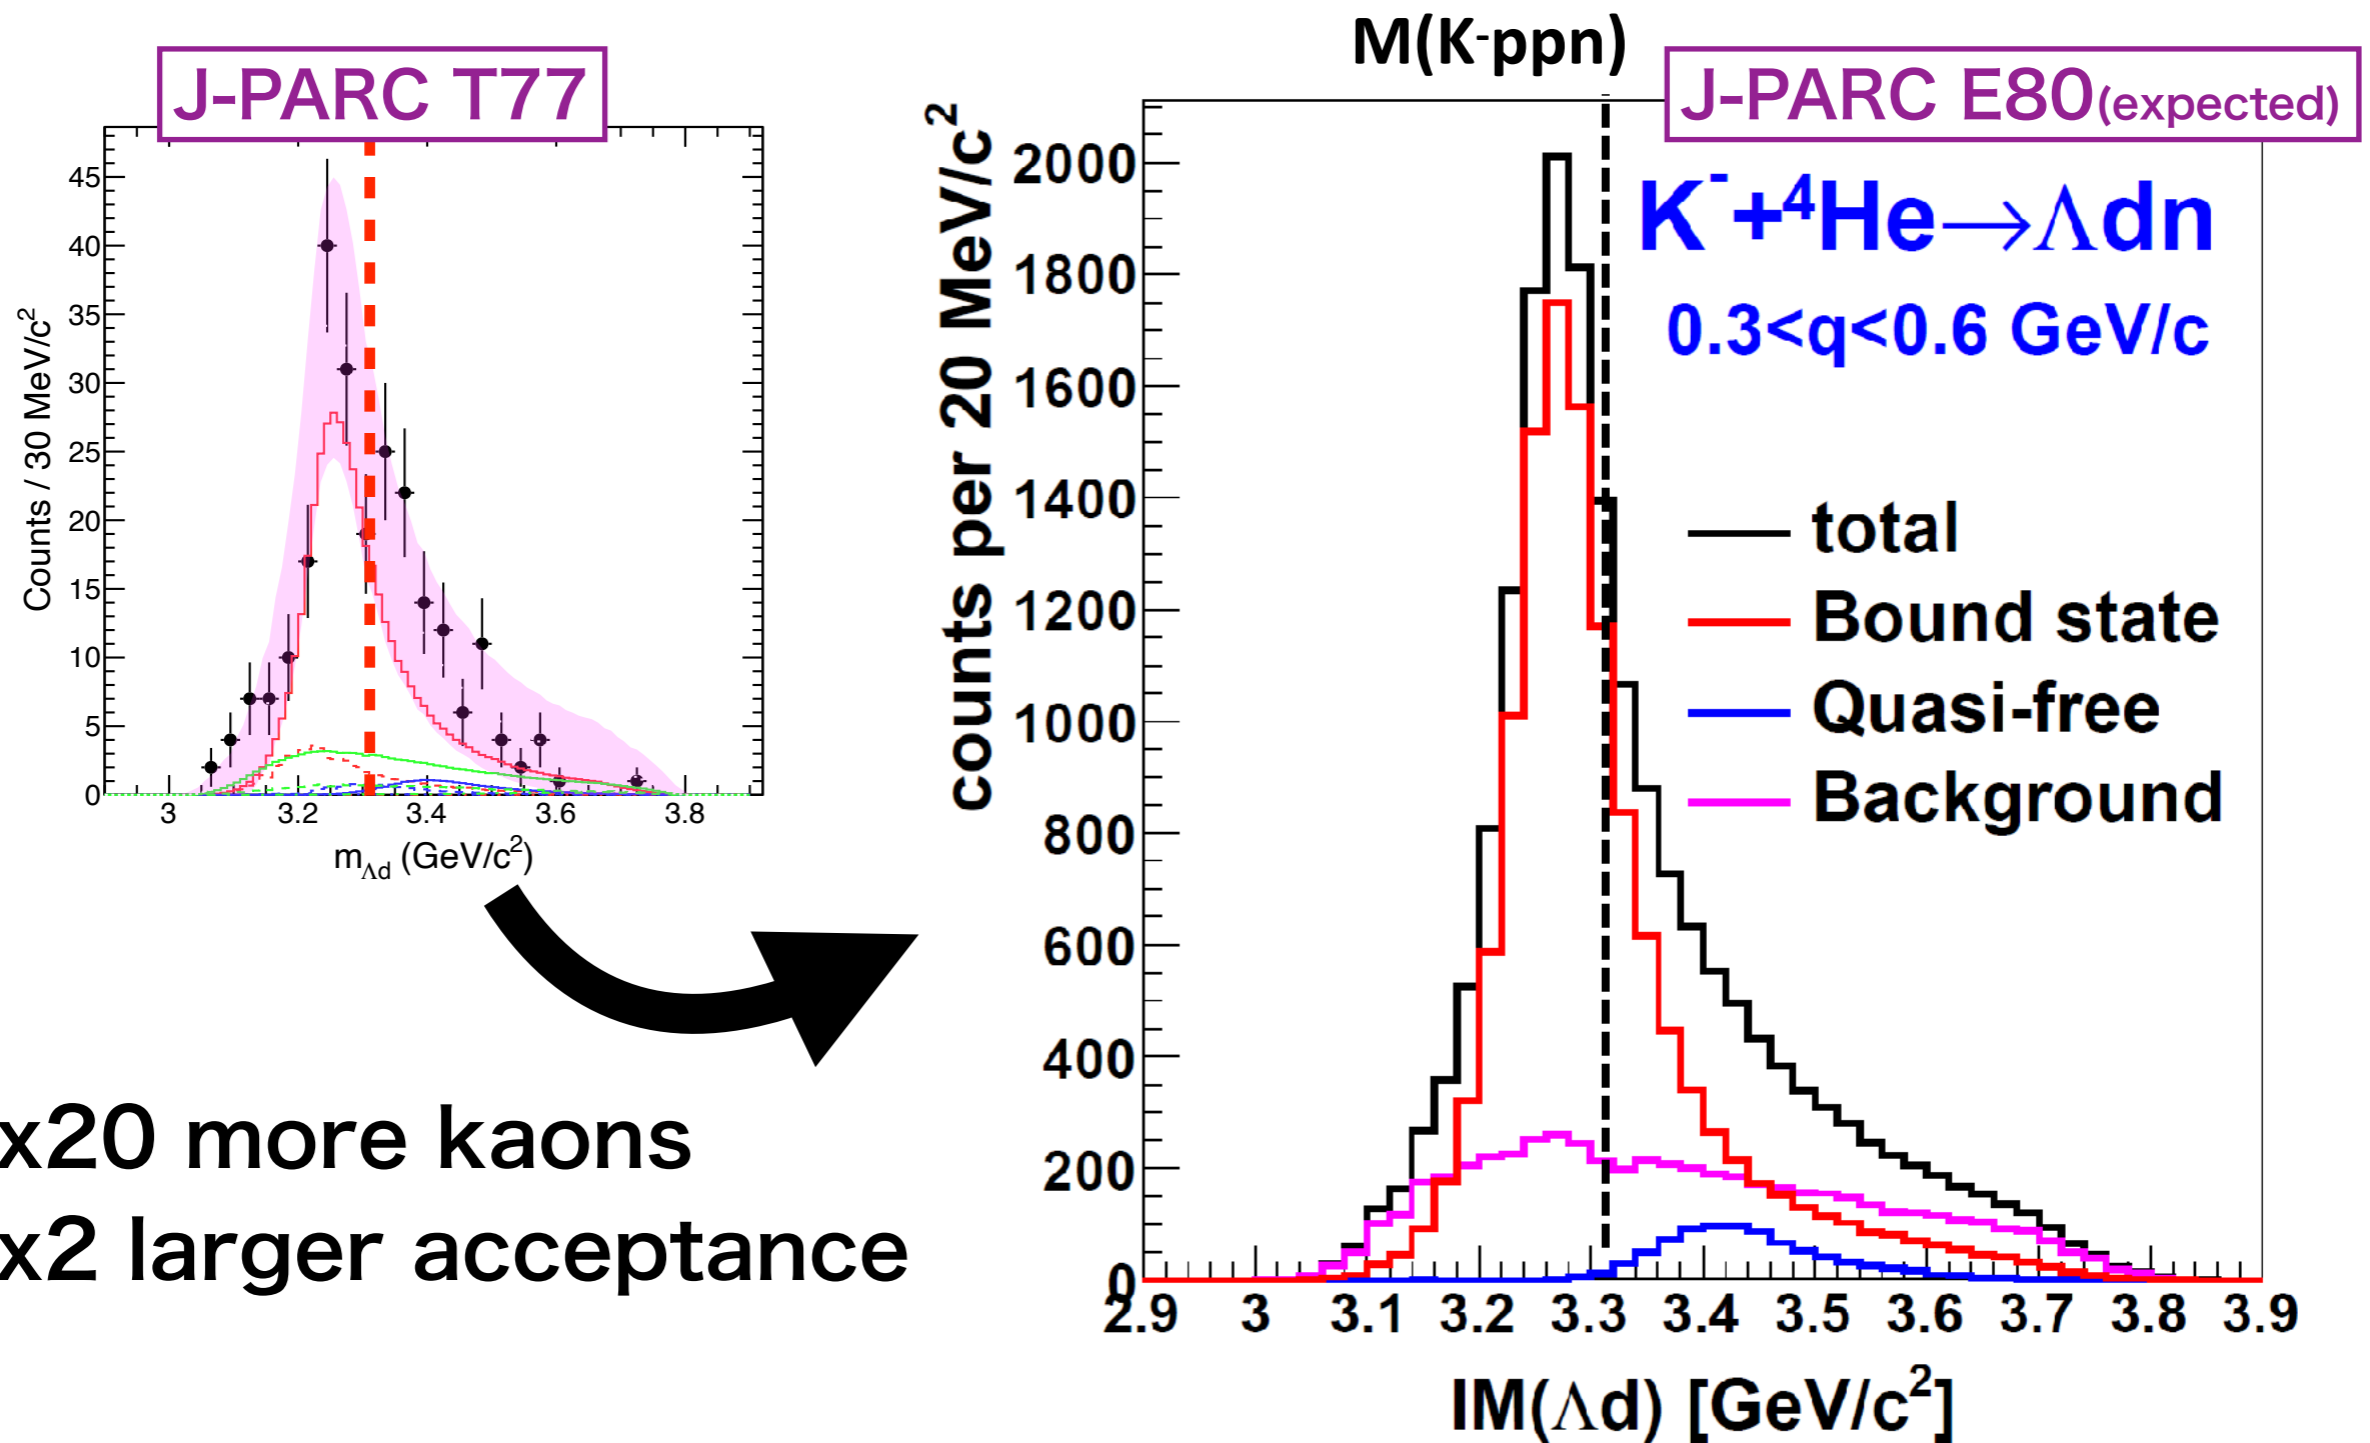 J-PARC T77
Counts / 30 MeV/c²
45
40
35
30
25
20
15
10
5
0
3 3.2 3.4 3.6 3.8
m_Λd (GeV/c²)
x20 more kaons
x2 larger acceptance
M(K-ppn)
J-PARC E80(expected)
K⁻+⁴He→Λdn
0.3<q<0.6 GeV/c
counts per 20 MeV/c²
2000
1800
1600
1400
1200
1000
800
600
400
200
0
total
Bound state
Quasi-free
Background
2.9 3 3.1 3.2 3.3 3.4 3.5 3.6 3.7 3.8 3.9
IM(Λd) [GeV/c²]